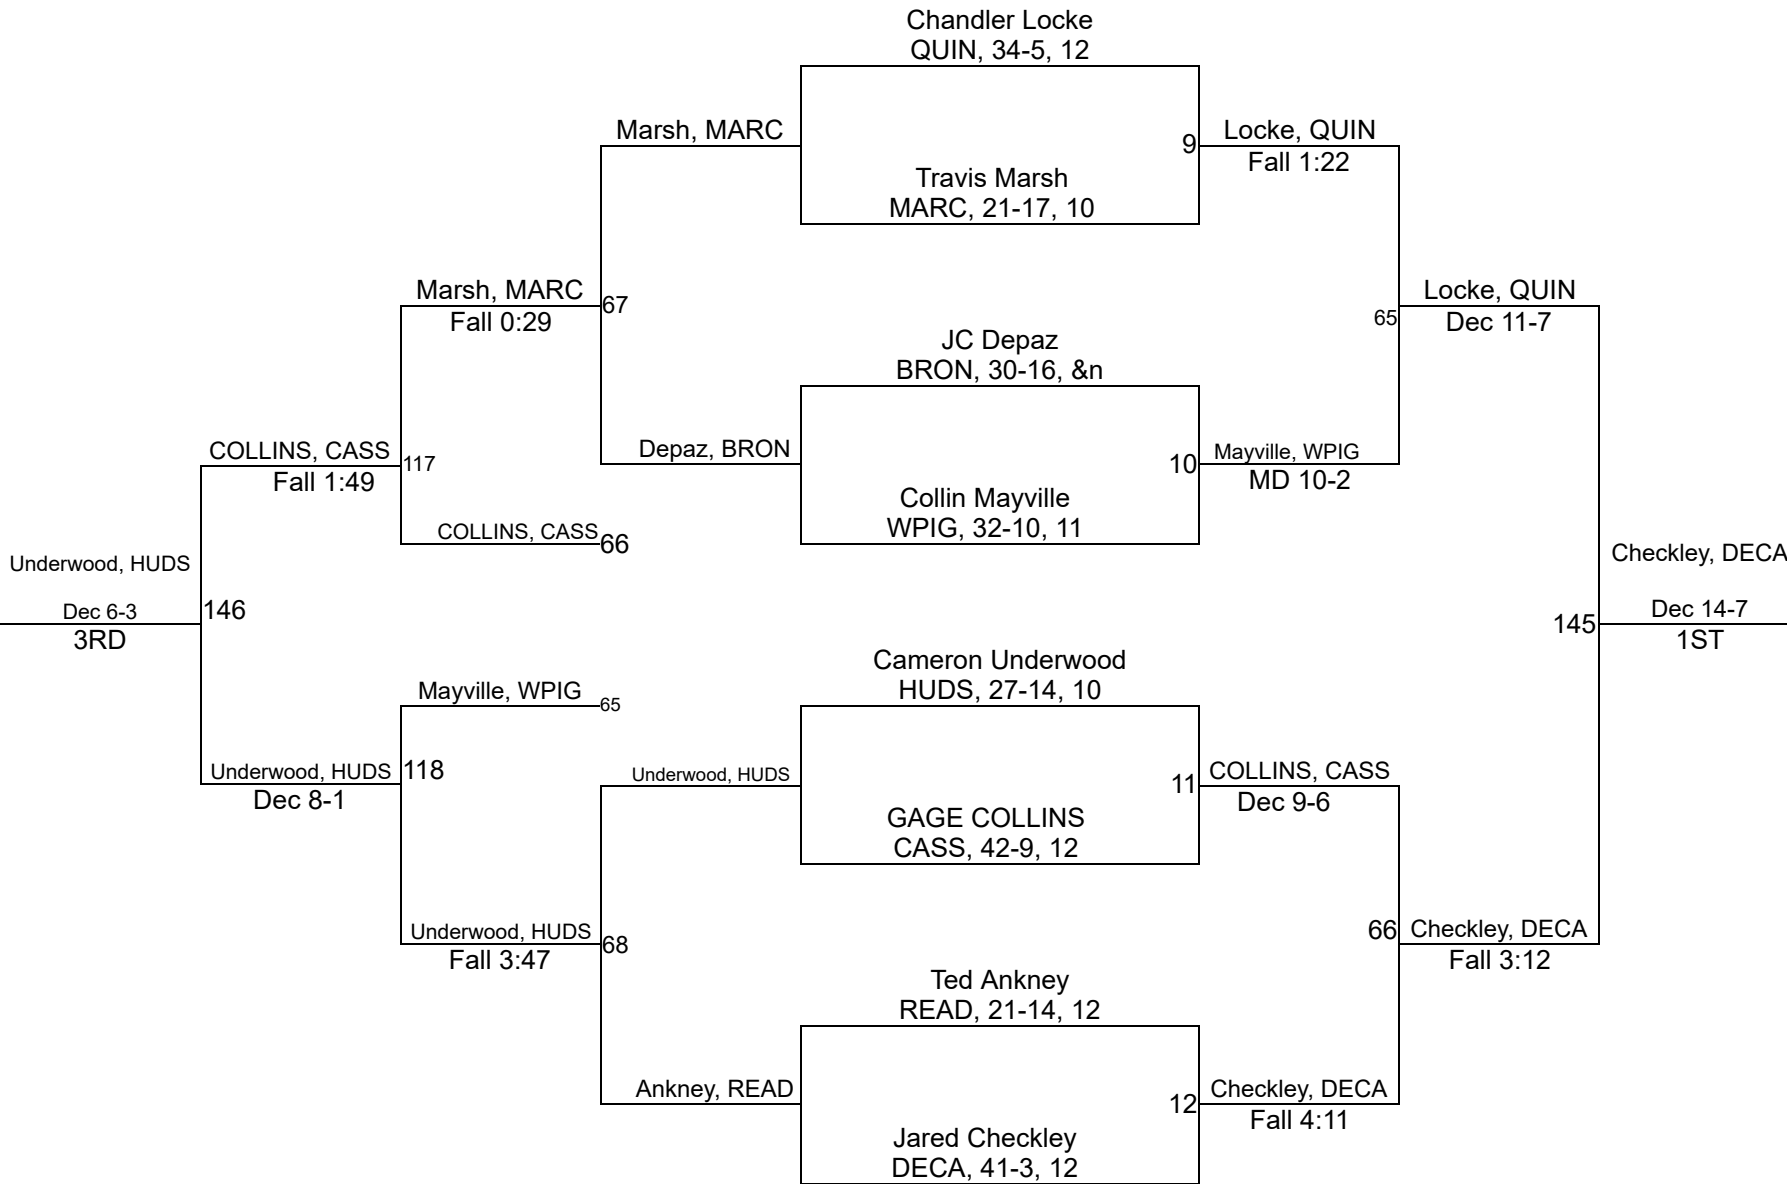 Chandler Locke
QUIN, 34-5, 12
Marsh, MARC
9
Locke, QUIN
Fall 1:22
Travis Marsh
MARC, 21-17, 10
Marsh, MARC
Fall 0:29
67
65
Locke, QUIN
Dec 11-7
JC Depaz
BRON, 30-16, &n
COLLINS, CASS
Fall 1:49
117
Depaz, BRON
10
Mayville, WPIG
MD 10-2
Collin Mayville
WPIG, 32-10, 11
COLLINS, CASS
66
Underwood, HUDS
Dec 6-3
3RD
146
Checkley, DECA
145
Dec 14-7
1ST
Cameron Underwood
HUDS, 27-14, 10
Mayville, WPIG
65
Underwood, HUDS
Dec 8-1
118
Underwood, HUDS
11
COLLINS, CASS
Dec 9-6
GAGE COLLINS
CASS, 42-9, 12
Underwood, HUDS
Fall 3:47
68
66
Checkley, DECA
Fall 3:12
Ted Ankney
READ, 21-14, 12
Ankney, READ
12
Checkley, DECA
Fall 4:11
Jared Checkley
DECA, 41-3, 12